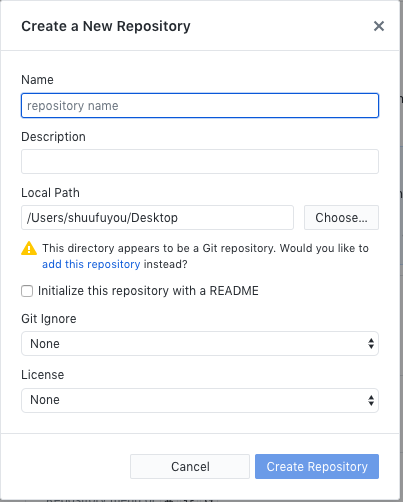 Create a New Repository
Name
repository name
Description
Local Path
/Users/shuufuyou/Desktop
Choose...
This directory appears to be a Git repository. Would you like to
add this repository instead?
Initialize this repository with a README
Git Ignore
None
License
None
Cancel
Create Repository